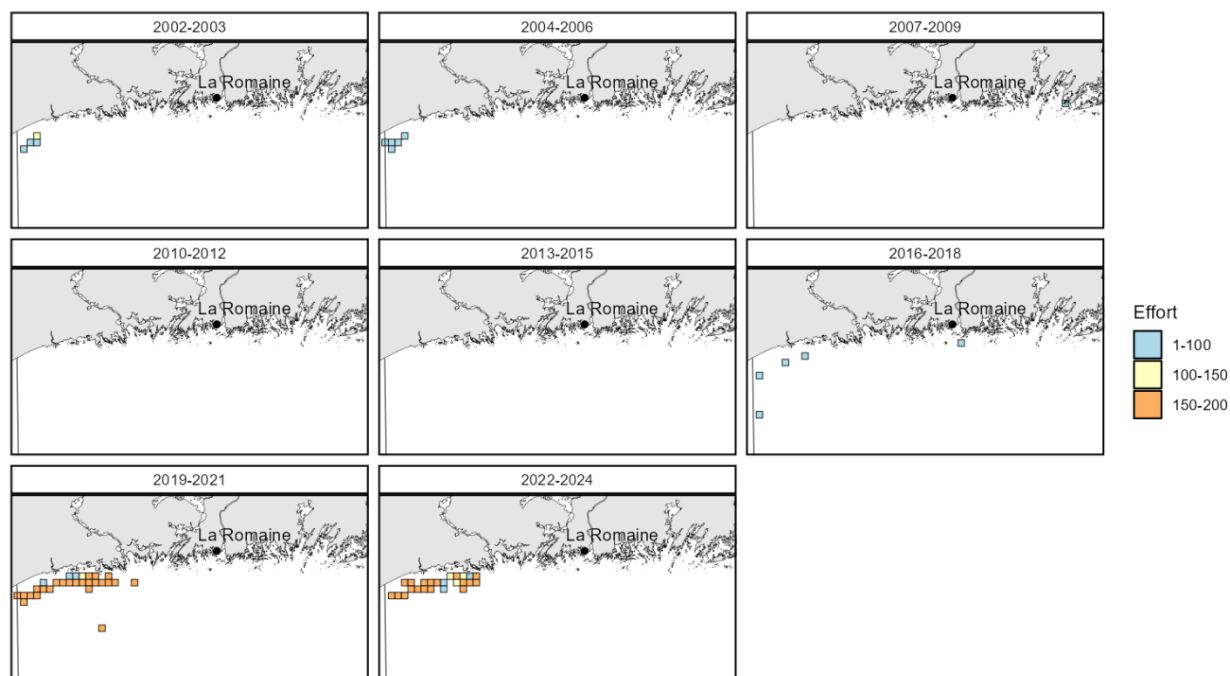 2002-2003
2004-2006
2007-2009
La Romaine
La Romaine
La Romaine
2010-2012
2013-2015
2016-2018
La Romaine
La Romaine
La Romaine
Effort
1-100
100-150
150-200
2019-2021
2022-2024
La Romaine
La Romaine